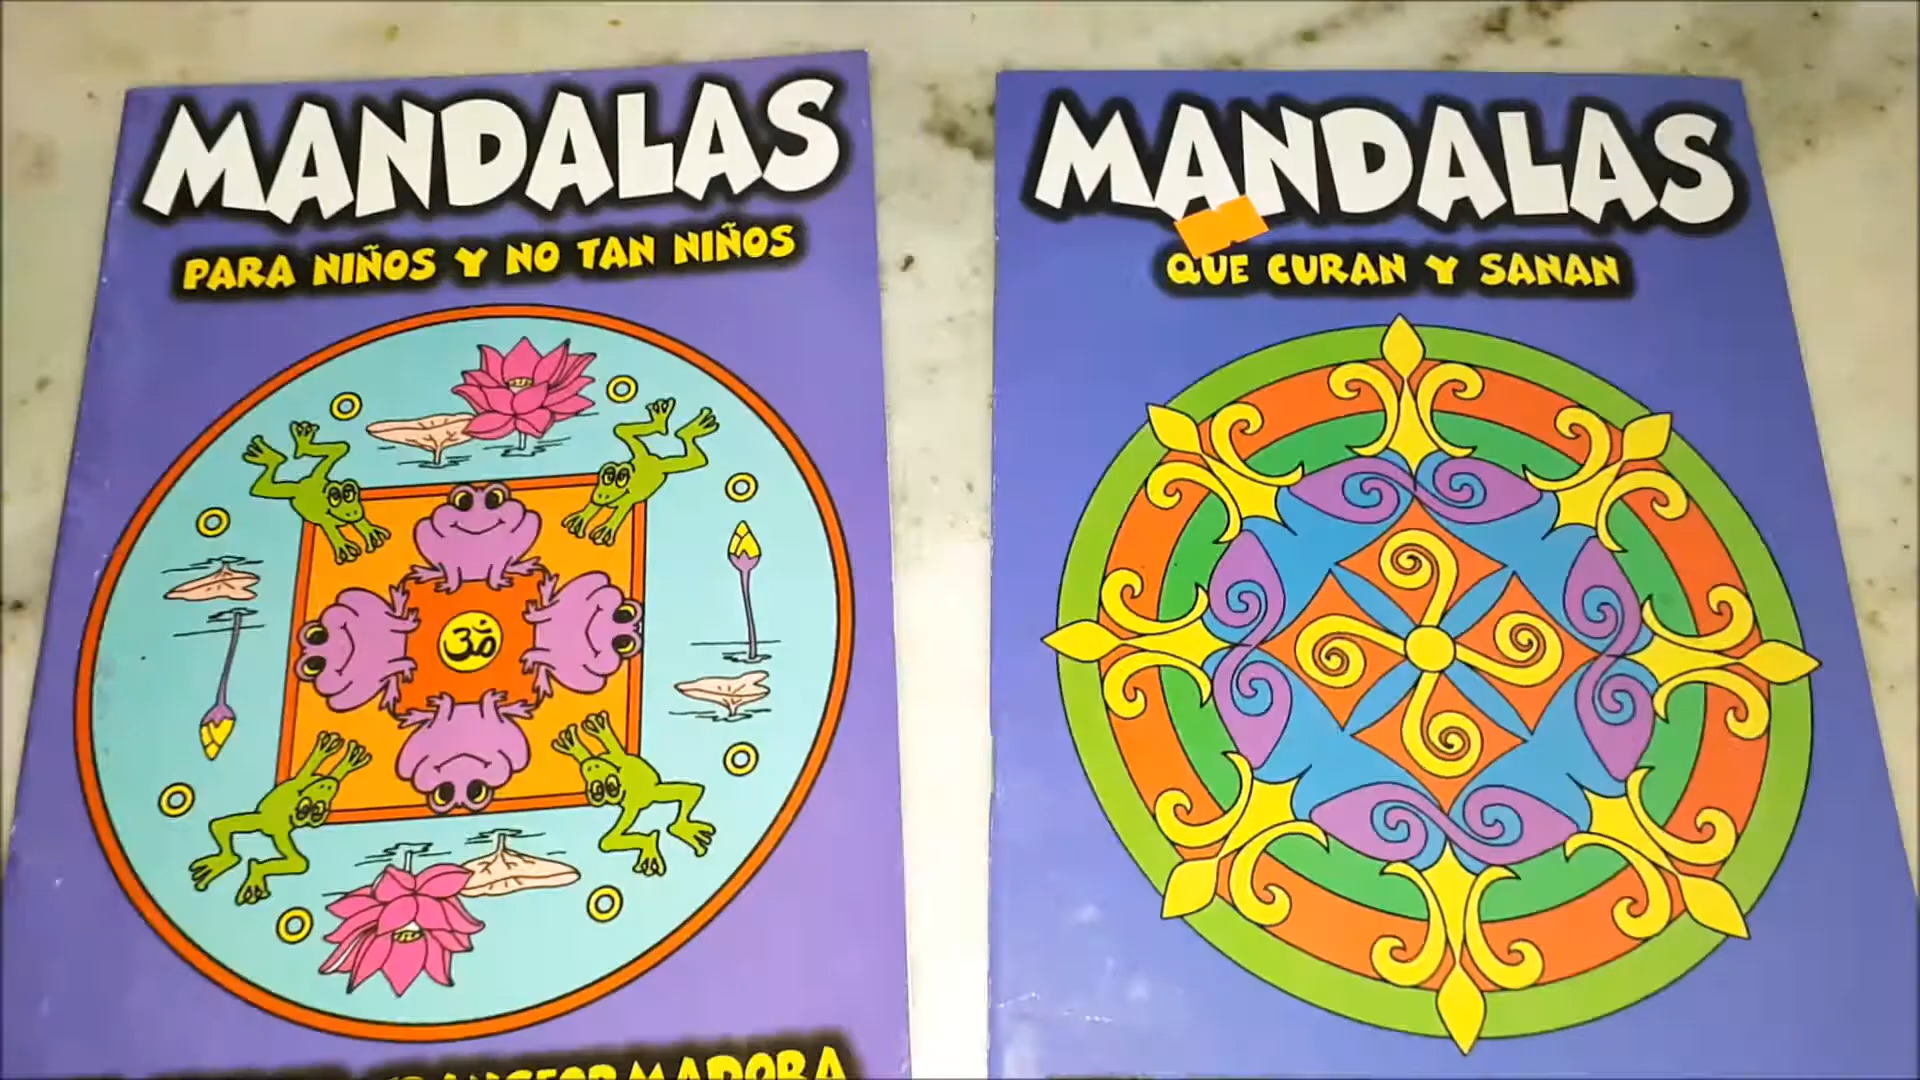 MANDALAS
PARA NIÑOS Y NO TAN NIÑOS
ॐ
MANDALAS
QUE CURAN Y SANAN